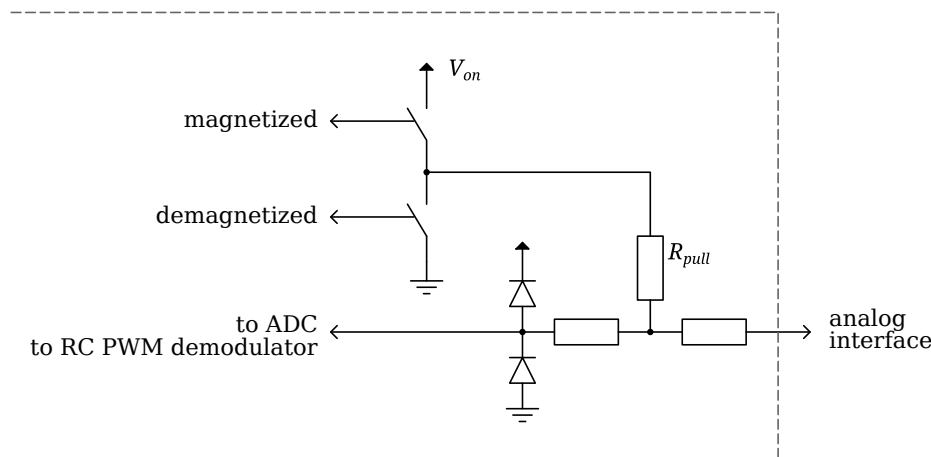 V_on
magnetized
demagnetized
R_pull
to ADC
to RC PWM demodulator
analog
interface